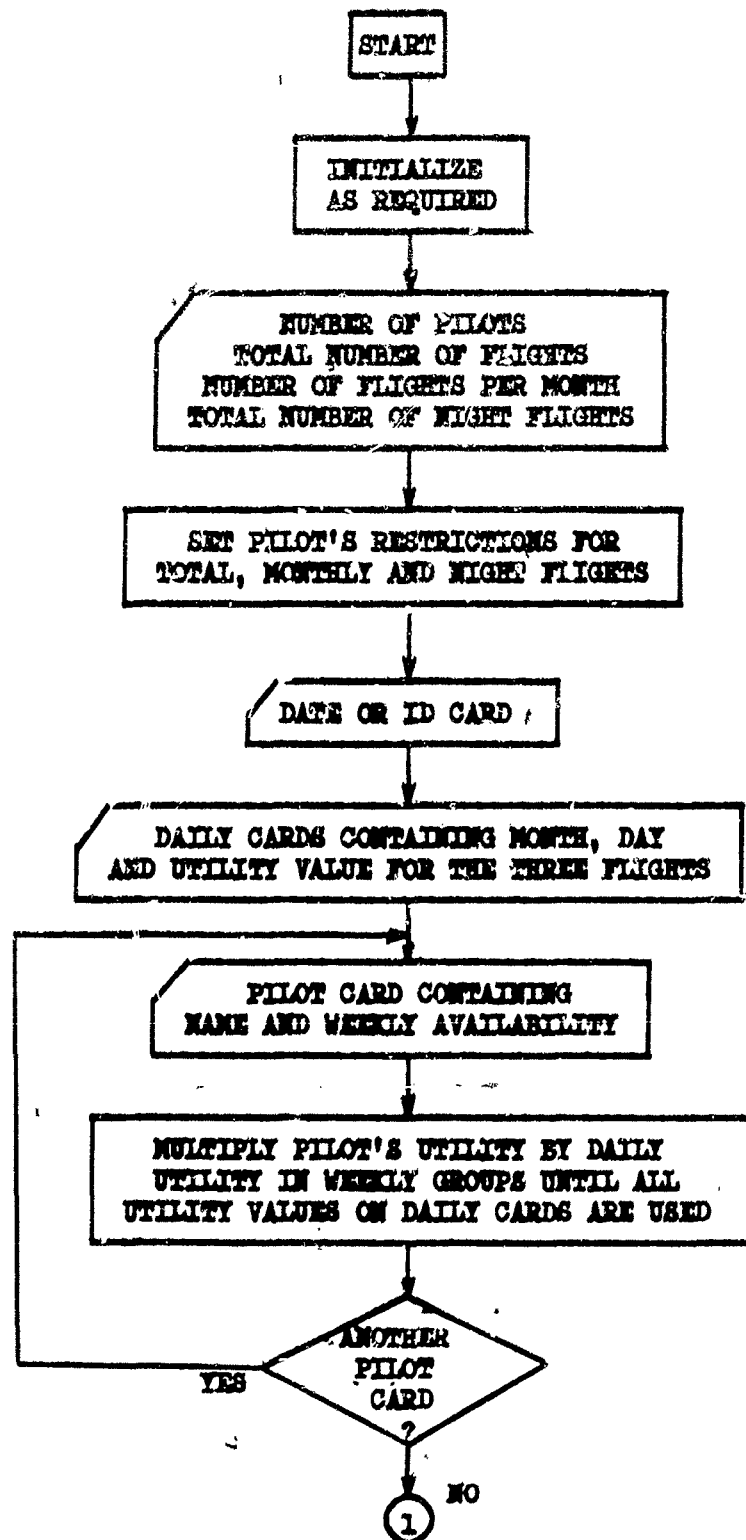 START
INITIALIZE
AS REQUIRED
NUMBER OF PILOTS
TOTAL NUMBER OF FLIGHTS
NUMBER OF FLIGHTS PER MONTH
TOTAL NUMBER OF NIGHT FLIGHTS
SET PILOT'S RESTRICTIONS FOR
TOTAL, MONTHLY AND NIGHT FLIGHTS
DATE OR ID CARD
DAILY CARDS CONTAINING MONTH, DAY
AND UTILITY VALUE FOR THE THREE FLIGHTS
PILOT CARD CONTAINING
NAME AND WEEKLY AVAILABILITY
MULTIPLY PILOT'S UTILITY BY DAILY
UTILITY IN WEEKLY GROUPS UNTIL ALL
UTILITY VALUES ON DAILY CARDS ARE USED
ANOTHER
PILOT
CARD
?
YES
NO
1